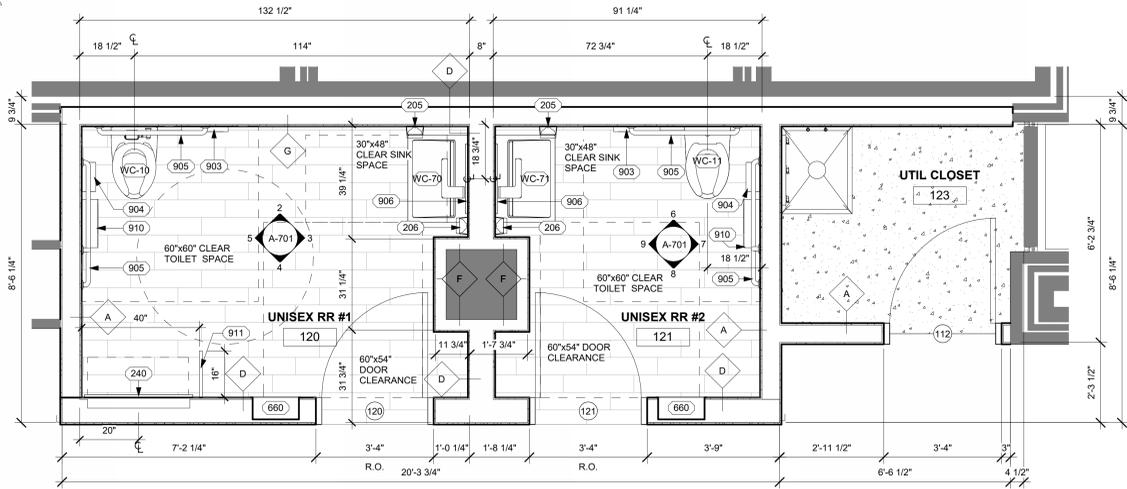 132 1/2"
91 1/4"
18 1/2"
114"
8"
72 3/4"
18 1/2"
D
9 3/4"
9 3/4"
205
205
WC-10
905
903
G
30"x48"
CLEAR SINK
SPACE
WC-70
18 3/4"
WC-71
30"x48"
CLEAR SINK
SPACE
903
905
WC-11
UTIL CLOSET
123
39 1/4"
904
906
906
904
910
206
206
910
2
5
A-701
3
4
6
9
A-701
7
8
60"x60" CLEAR
TOILET SPACE
905
18 1/2"
905
60"x60" CLEAR
TOILET SPACE
F
F
31 1/4"
6'-2 3/4"
8'-6 1/4"
8'-6 1/4"
A
40"
911
UNISEX RR #1
120
UNISEX RR #2
121
A
A
112
11 3/4"
1'-7 3/4"
60"x54" DOOR
CLEARANCE
60"x54" DOOR
CLEARANCE
240
D
16"
31 3/4"
D
D
2'-3 1/2"
660
120
121
660
20"
7'-2 1/4"
3'-4"
1'-0 1/4"
1'-8 1/4"
3'-4"
3'-9"
2'-11 1/2"
3'-4"
3"
R.O.
R.O.
20'-3 3/4"
6'-6 1/2"
4 1/2"